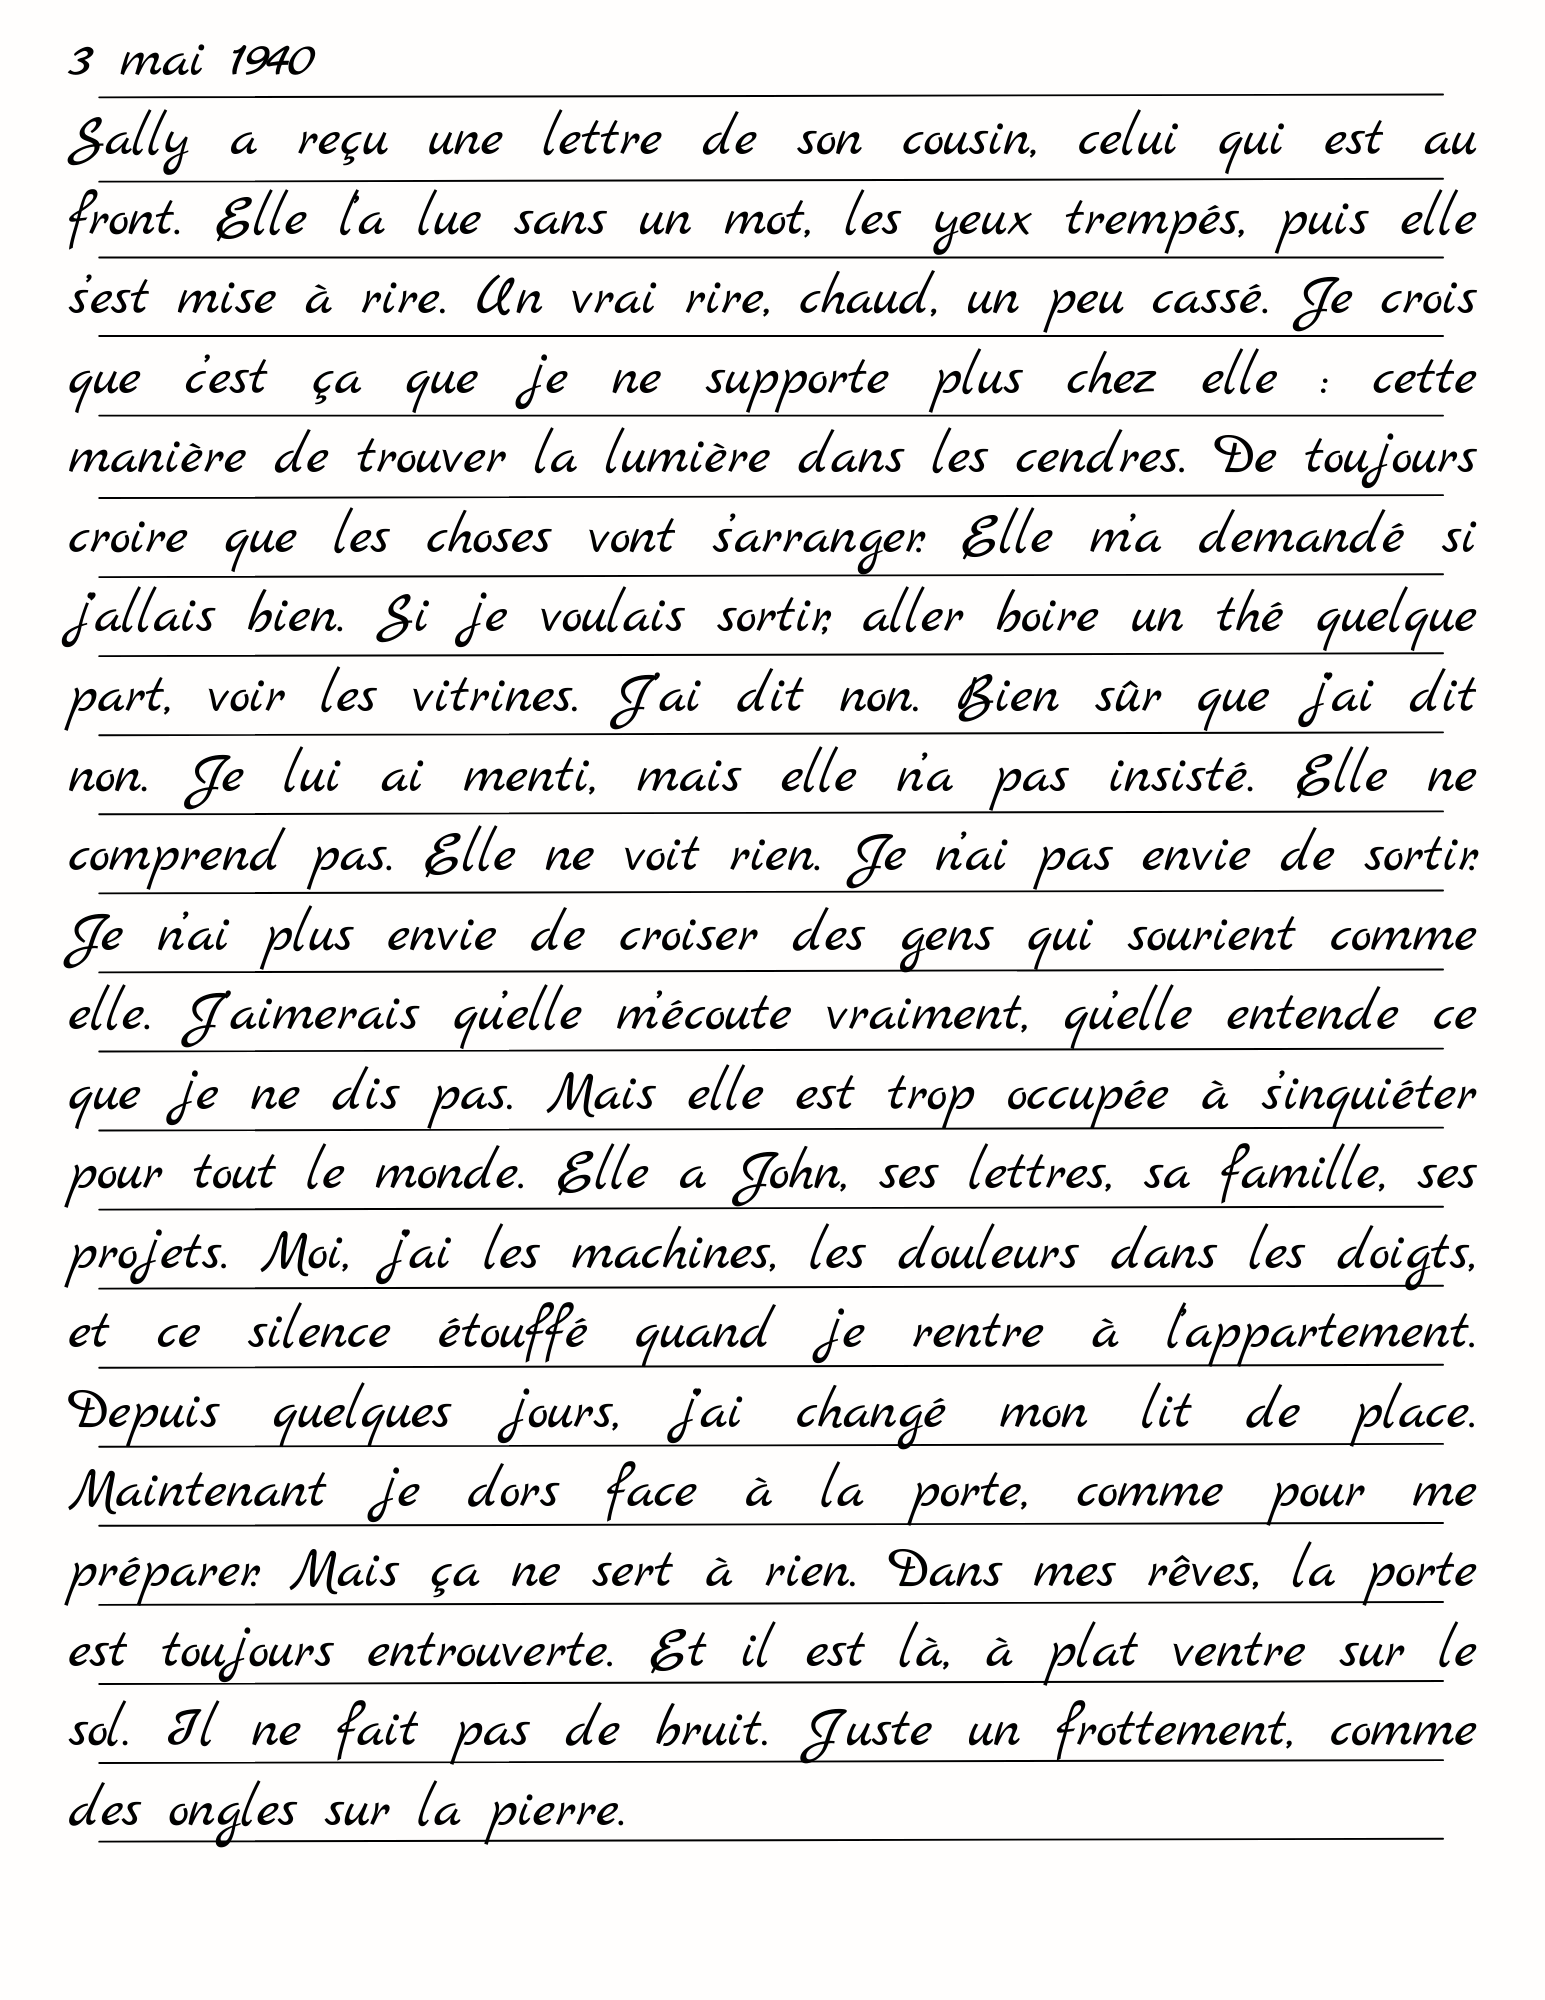 3 mai 1940
Sally a reçu une lettre de son cousin, celui qui est au
front. Elle l'a lue sans un mot, les yeux trempés, puis elle
s'est mise à rire. Un vrai rire, chaud, un peu cassé. Je crois
que c'est ça que je ne supporte plus chez elle : cette
manière de trouver la lumière dans les cendres. De toujours
croire que les choses vont s'arranger. Elle m'a demandé si
j'allais bien. Si je voulais sortir, aller boire un thé quelque
part, voir les vitrines. J'ai dit non. Bien sûr que j'ai dit
non. Je lui ai menti, mais elle n'a pas insisté. Elle ne
comprend pas. Elle ne voit rien. Je n'ai pas envie de sortir.
Je n'ai plus envie de croiser des gens qui sourient comme
elle. J'aimerais qu'elle m'écoute vraiment, qu'elle entende ce
que je ne dis pas. Mais elle est trop occupée à s'inquiéter
pour tout le monde. Elle a John, ses lettres, sa famille, ses
projets. Moi, j'ai les machines, les douleurs dans les doigts,
et ce silence étouffé quand je rentre à l'appartement.
Depuis quelques jours, j'ai changé mon lit de place.
Maintenant je dors face à la porte, comme pour me
préparer. Mais ça ne sert à rien. Dans mes rêves, la porte
est toujours entrouverte. Et il est là, à plat ventre sur le
sol. Il ne fait pas de bruit. Juste un frottement, comme
des ongles sur la pierre.